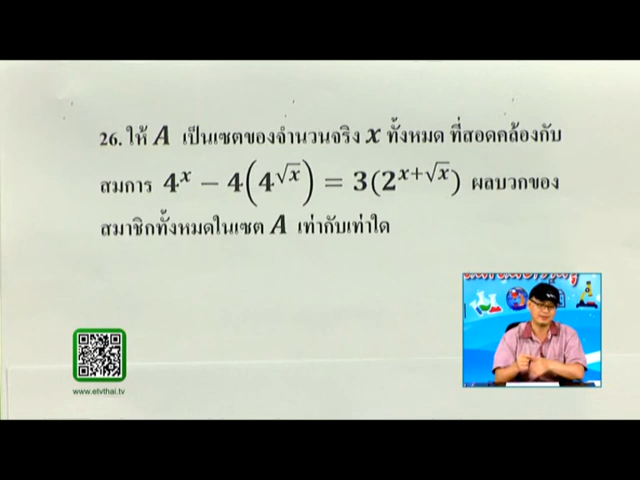 26. ให้ A เป็นเซตของจำนวนจริง x ทั้งหมด ที่สอดคล้องกับ
สมการ 4^x − 4(4^√x) = 3(2^(x+√x)) ผลบวกของ
สมาชิกทั้งหมดในเซต A เท่ากับเท่าใด
www.etvthai.tv